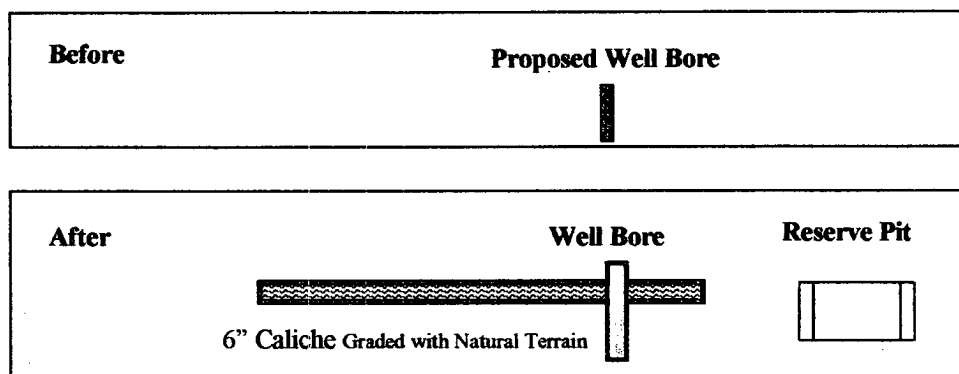 Before
Proposed Well Bore
After
Well Bore
Reserve Pit
6” Caliche Graded with Natural Terrain